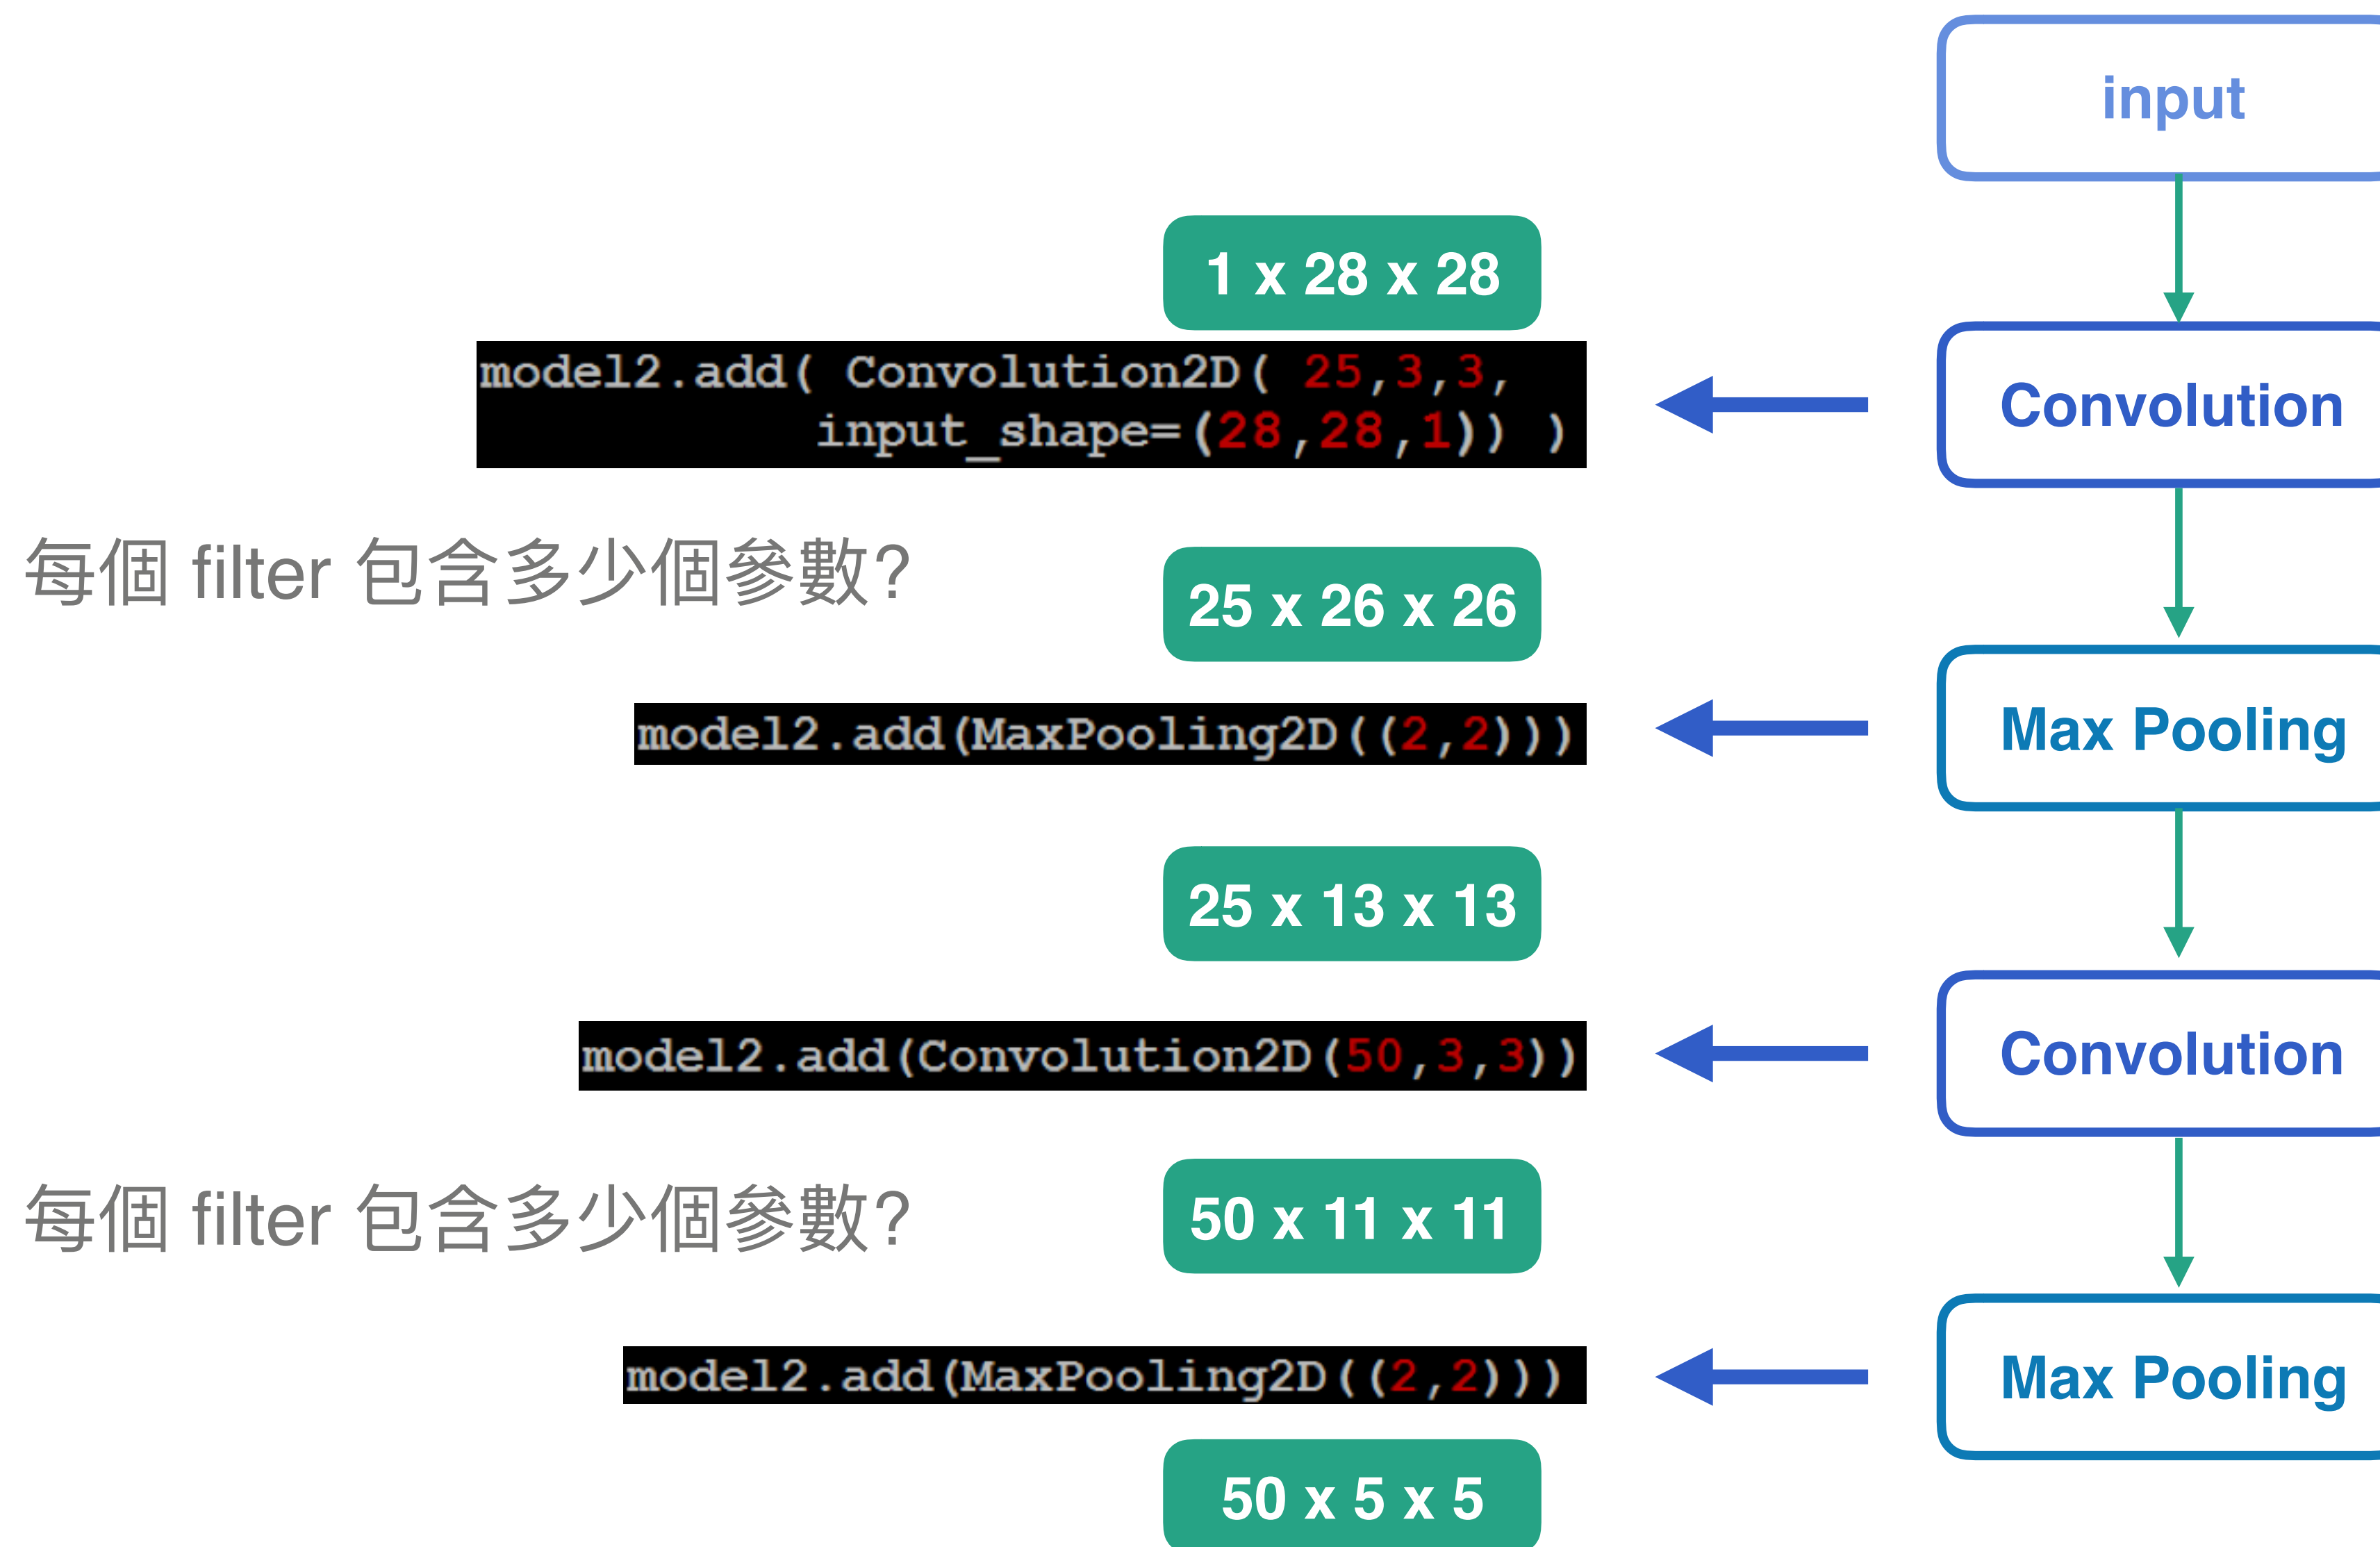 input
1 x 28 x 28
model2.add( Convolution2D( 25,3,3,
input_shape=(28,28,1)) )
Convolution
每個 filter 包含多少個參數?
25 x 26 x 26
model2.add(MaxPooling2D((2,2)))
Max Pooling
25 x 13 x 13
model2.add(Convolution2D(50,3,3))
Convolution
每個 filter 包含多少個參數?
50 x 11 x 11
model2.add(MaxPooling2D((2,2)))
Max Pooling
50 x 5 x 5